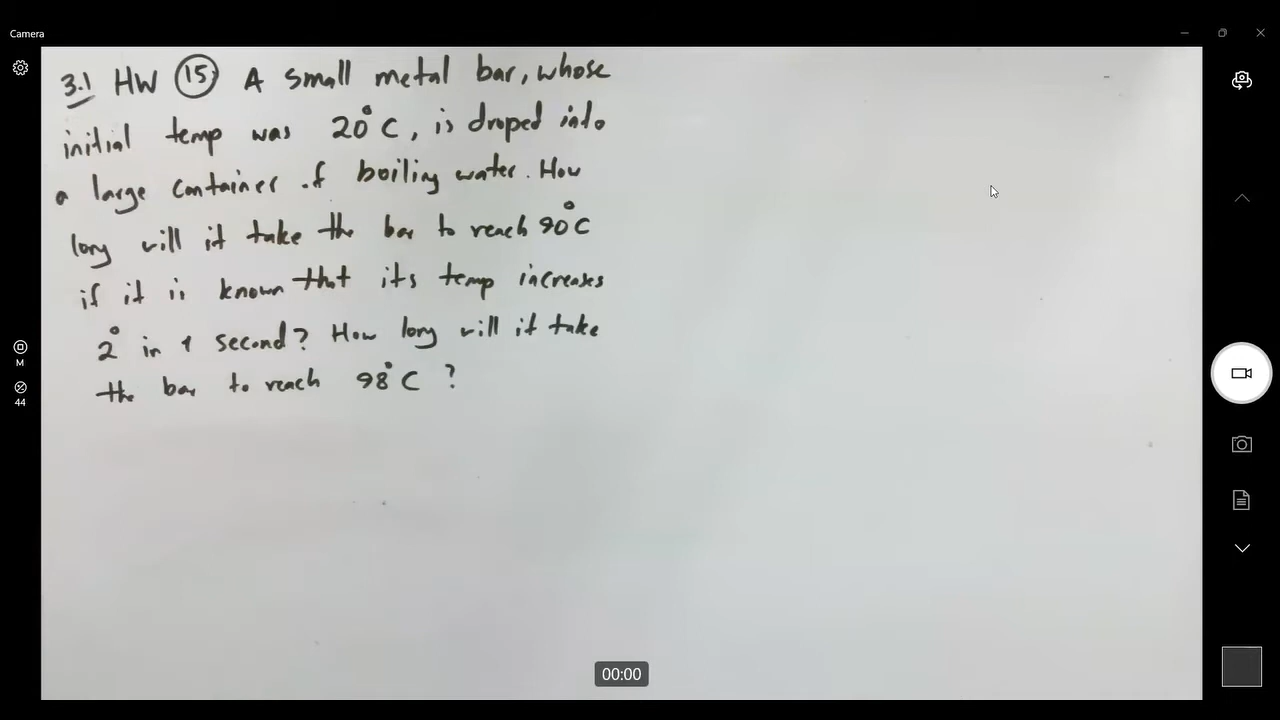 Camera
3.1 HW 15 A small metal bar, whose
initial temp was 20°C, is droped into
a large container of boiling water. How
long will it take the bar to reach 90°C
if it is known that its temp increases
2° in 1 second? How long will it take
the bar to reach 98°C ?
M
44
00:00